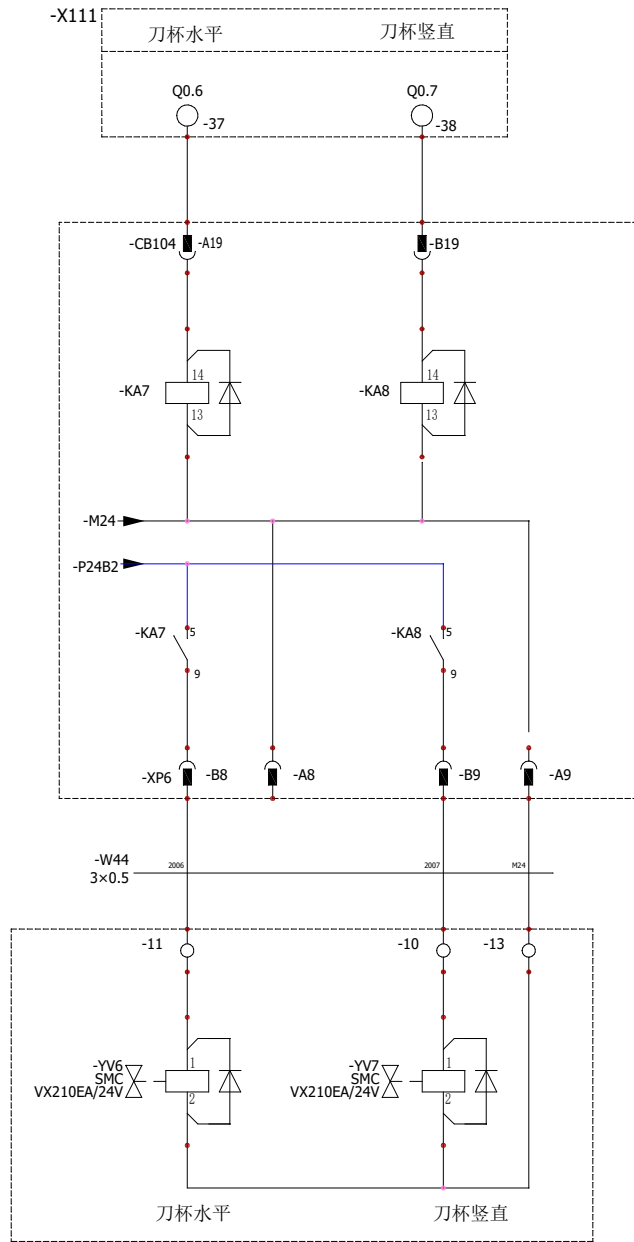 -X111
刀杯水平 刀杯竖直
Q0.6 Q0.7
-37 -38
-CB104 -A19 -B19
14 14
-KA7 -KA8
13 13
-M24
-P24B2
-KA7 5 -KA8 5
9 9
-XP6 -B8 -A8 -B9 -A9
-W44 2006 2007 M24
3×0.5
-11 -10 -13
-YV6 1 -YV7 1
SMC SMC
VX210EA/24V 2 VX210EA/24V 2
刀杯水平 刀杯竖直